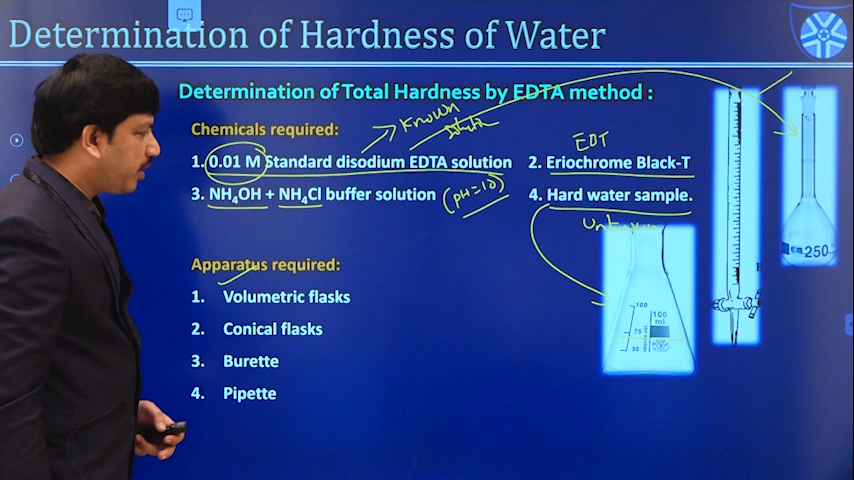 Determination of Hardness of Water
Determination of Total Hardness by EDTA method :
Known
Chemicals required:
EDT
1. 0.01 M Standard disodium EDTA solution
2. Eriochrome Black-T
3. NH4OH + NH4Cl buffer solution
(pH=10)
4. Hard water sample.
Unknown
250
Apparatus required:
1. Volumetric flasks
100
100
ml
2. Conical flasks
75
50
3. Burette
4. Pipette